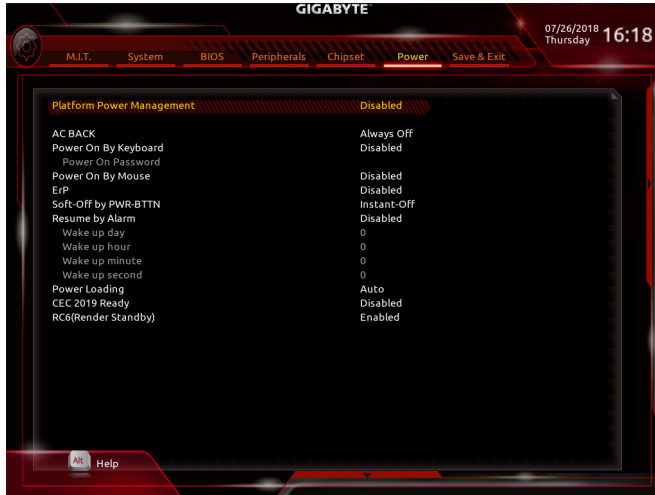 GIGABYTE
07/26/2018 16:18
Thursday
M.I.T. System BIOS Peripherals Chipset Power Save & Exit
Platform Power Management Disabled
AC BACK Always Off
Power On By Keyboard Disabled
Power On Password
Power On By Mouse Disabled
ErP Disabled
Soft-Off by PWR-BTTN Instant-Off
Resume by Alarm Disabled
Wake up day 0
Wake up hour 0
Wake up minute 0
Wake up second 0
Power Loading Auto
CEC 2019 Ready Disabled
RC6(Render Standby) Enabled
Alt Help